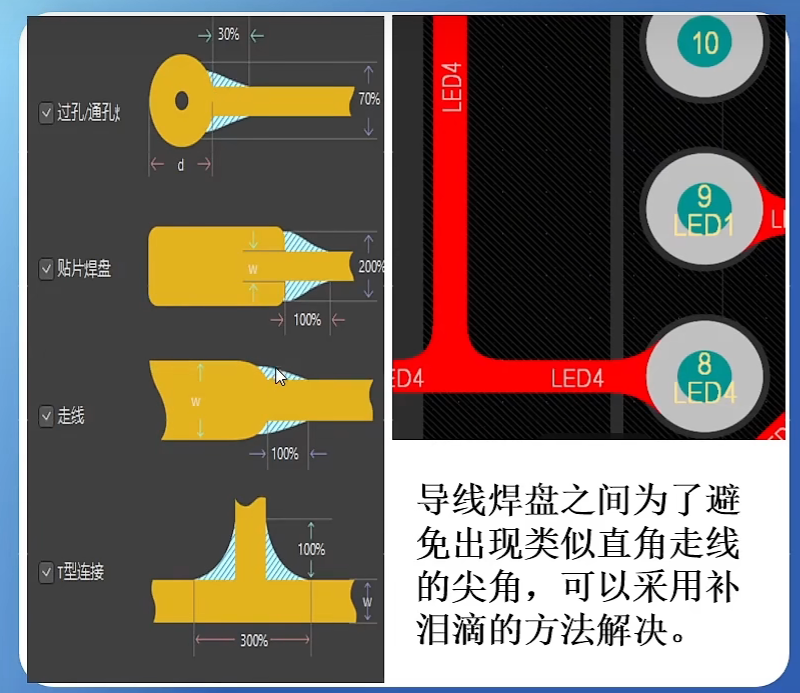 30%
过孔/通孔
70%
d
贴片焊盘
w
200%
100%
走线
w
100%
T型连接
100%
w
300%
LED4
10
9
LED1
LI
ED4
LED4
8
LED4
ED
导线焊盘之间为了避
免出现类似直角走线
的尖角，可以采用补
泪滴的方法解决。